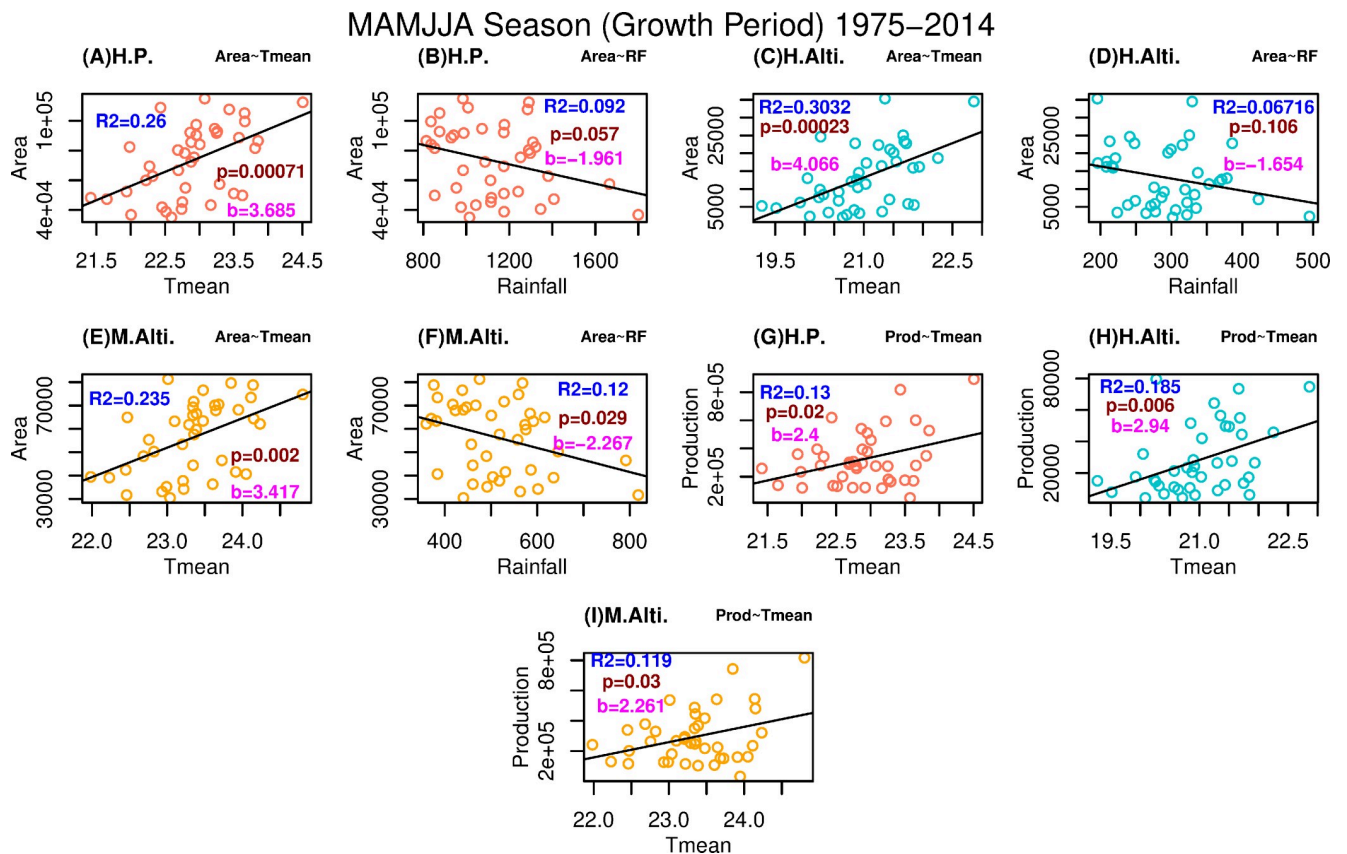 MAMJJA Season (Growth Period) 1975−2014
(A)H.P. Area~Tmean
R2=0.26
p=0.00071
b=3.685
Area
4e+04 1e+05
21.5 22.5 23.5 24.5
Tmean
(B)H.P. Area~RF
R2=0.092
p=0.057
b=−1.961
Area
4e+04 1e+05
800 1200 1600
Rainfall
(C)H.Alti. Area~Tmean
R2=0.3032
p=0.00023
b=4.066
Area
5000 25000
19.5 21.0 22.5
Tmean
(D)H.Alti. Area~RF
R2=0.06716
p=0.106
b=−1.654
Area
5000 25000
200 300 400 500
Rainfall
(E)M.Alti. Area~Tmean
R2=0.235
p=0.002
b=3.417
Area
30000 70000
22.0 23.0 24.0
Tmean
(F)M.Alti. Area~RF
R2=0.12
p=0.029
b=−2.267
Area
30000 70000
400 600 800
Rainfall
(G)H.P. Prod~Tmean
R2=0.13
p=0.02
b=2.4
Production
2e+05 8e+05
21.5 22.5 23.5 24.5
Tmean
(H)H.Alti. Prod~Tmean
R2=0.185
p=0.006
b=2.94
Production
20000 80000
19.5 21.0 22.5
Tmean
(I)M.Alti. Prod~Tmean
R2=0.119
p=0.03
b=2.261
Production
2e+05 8e+05
22.0 23.0 24.0
Tmean